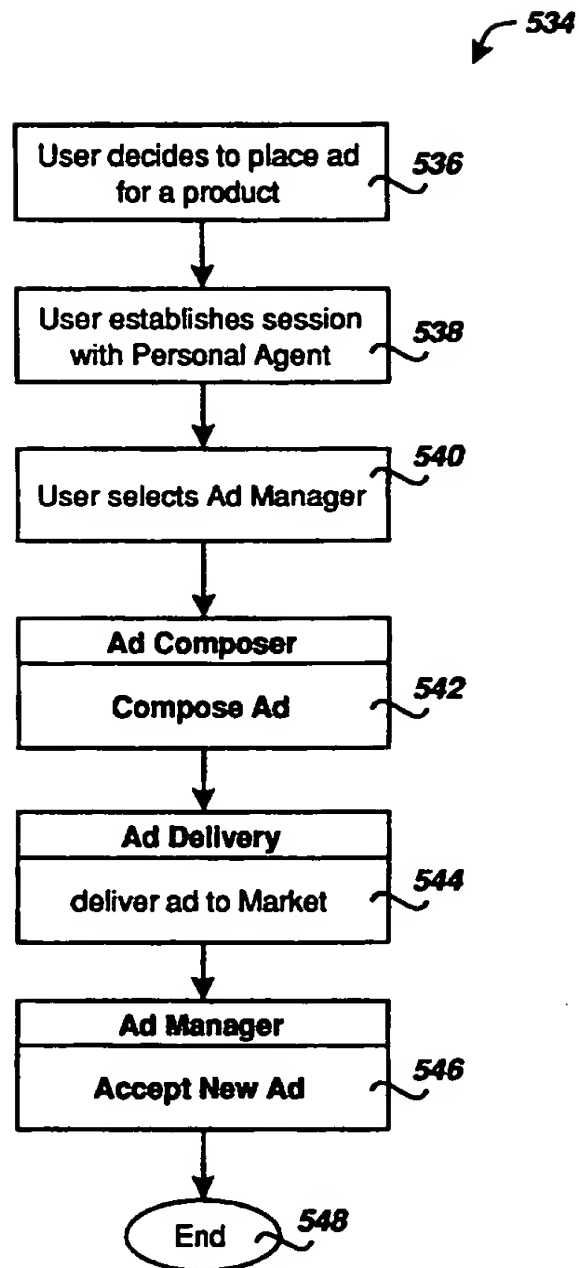 534
User decides to place ad
for a product
536
User establishes session
with Personal Agent
538
User selects Ad Manager
540
Ad Composer
Compose Ad
542
Ad Delivery
deliver ad to Market
544
Ad Manager
Accept New Ad
546
End
548